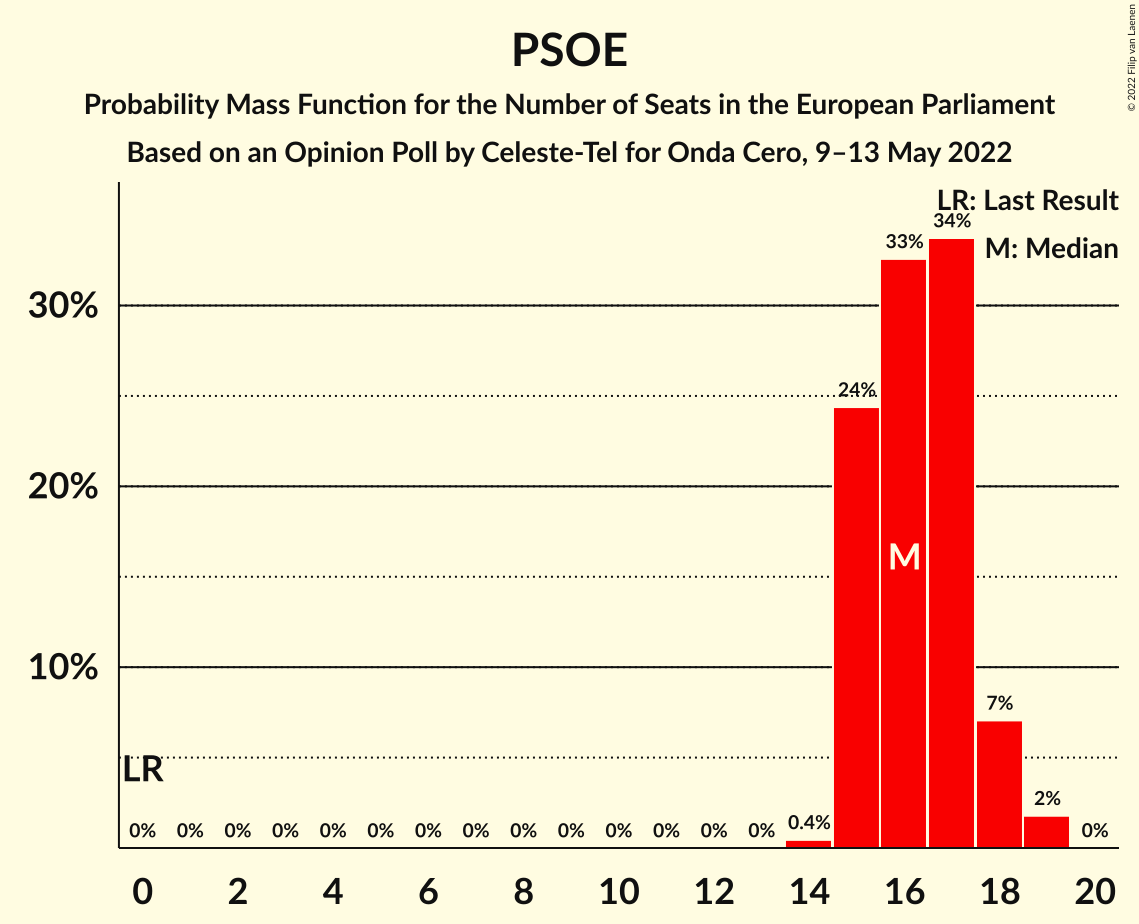 PSOE
Probability Mass Function for the Number of Seats in the European Parliament
Based on an Opinion Poll by Celeste-Tel for Onda Cero, 9–13 May 2022
© 2022 Filip van Laenen
LR: Last Result
M: Median
34%
33%
30%
24%
20%
M
10%
7%
LR
2%
0% 0% 0% 0% 0% 0% 0% 0% 0% 0% 0% 0% 0% 0% 0.4% 0%
0 2 4 6 8 10 12 14 16 18 20